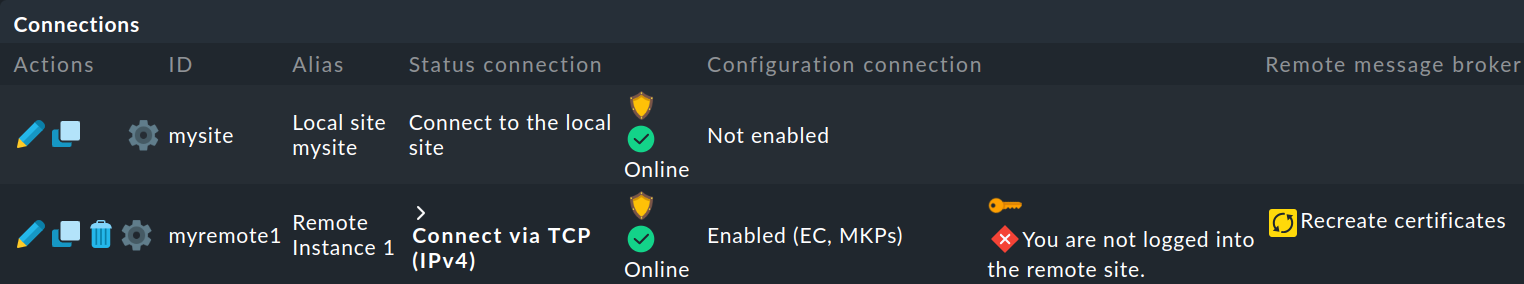 Connections
Actions ID Alias Status connection Configuration connection Remote message broker
mysite
Local site
mysite
Connect to the local
site
Online
Not enabled
myremote1
Remote
Instance 1
Connect via TCP
(IPv4)
Online
Enabled (EC, MKPs)
You are not logged into
the remote site.
Recreate certificates